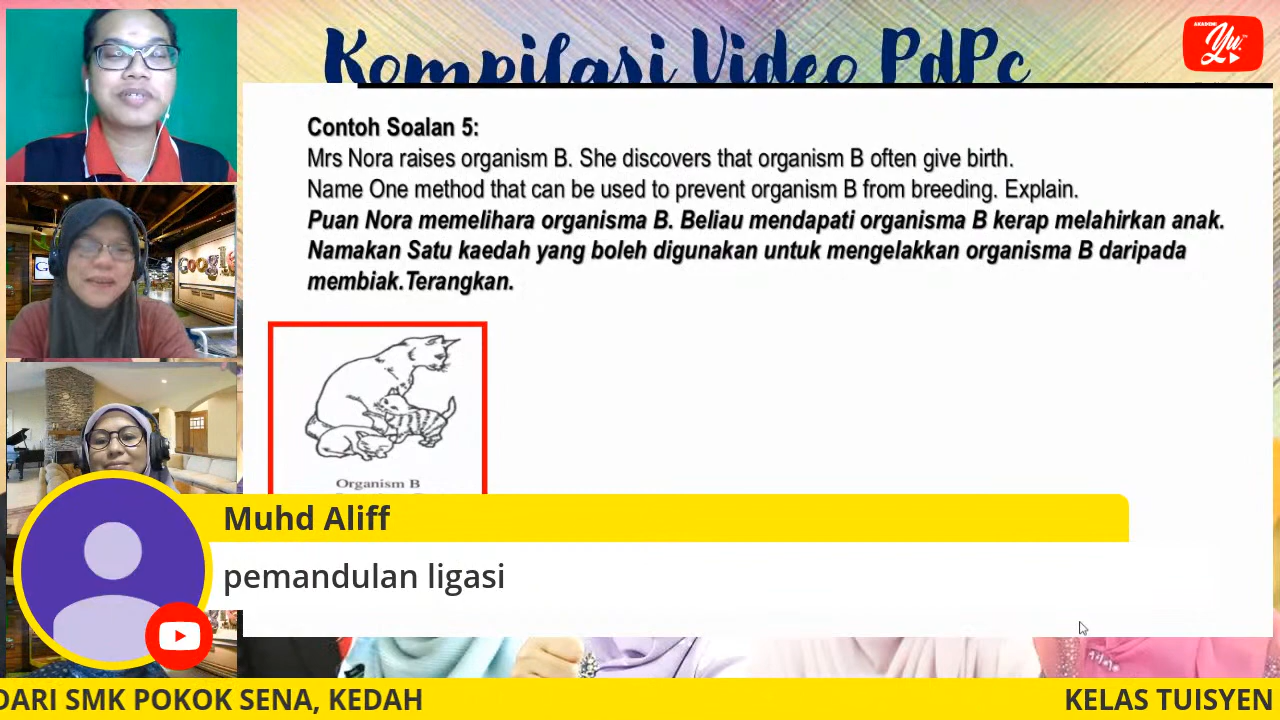 Kompilasi Video PdPc
AKADEMI
Yu
Contoh Soalan 5:
Mrs Nora raises organism B. She discovers that organism B often give birth.
Name One method that can be used to prevent organism B from breeding. Explain.
Puan Nora memelihara organisma B. Beliau mendapati organisma B kerap melahirkan anak.
Namakan Satu kaedah yang boleh digunakan untuk mengelakkan organisma B daripada
membiak.Terangkan.
Organism B
Muhd Aliff
pemandulan ligasi
DARI SMK POKOK SENA, KEDAH
KELAS TUISYEN